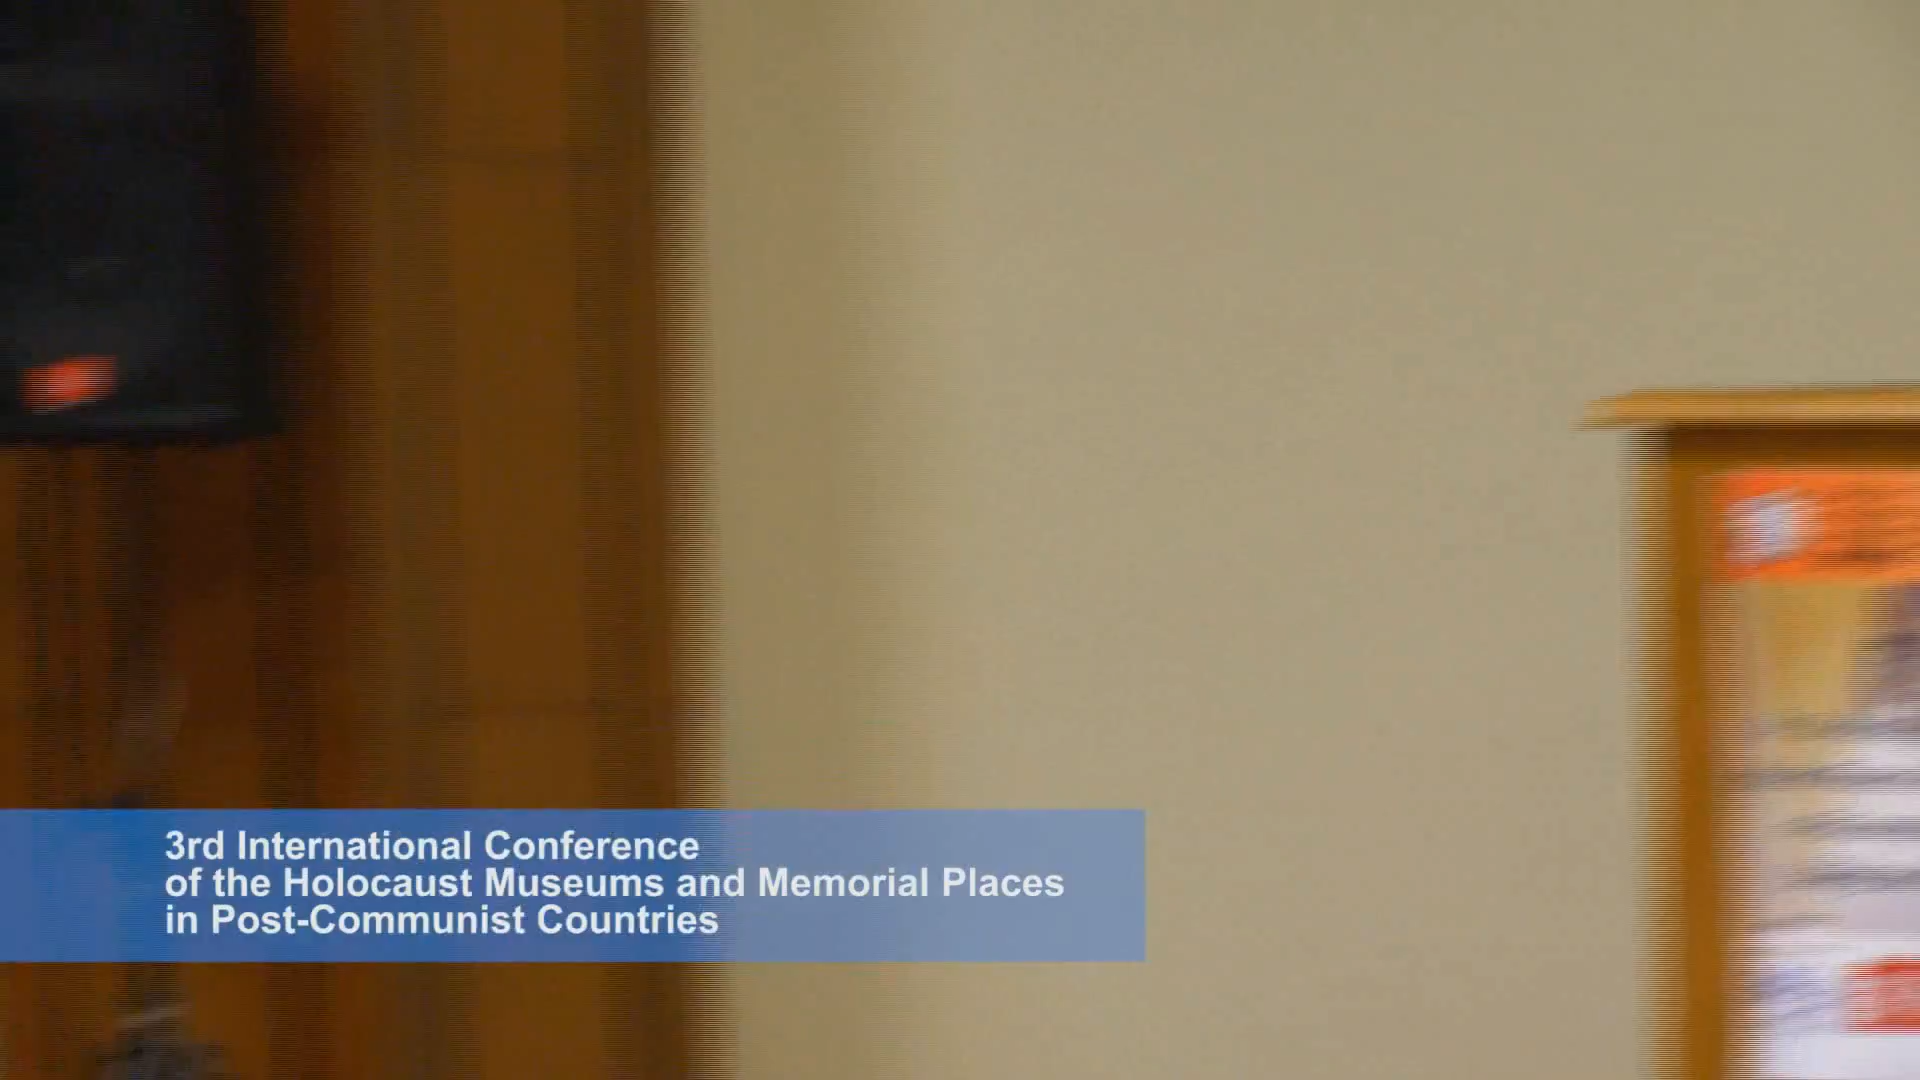 3rd International Conference
of the Holocaust Museums and Memorial Places
in Post-Communist Countries